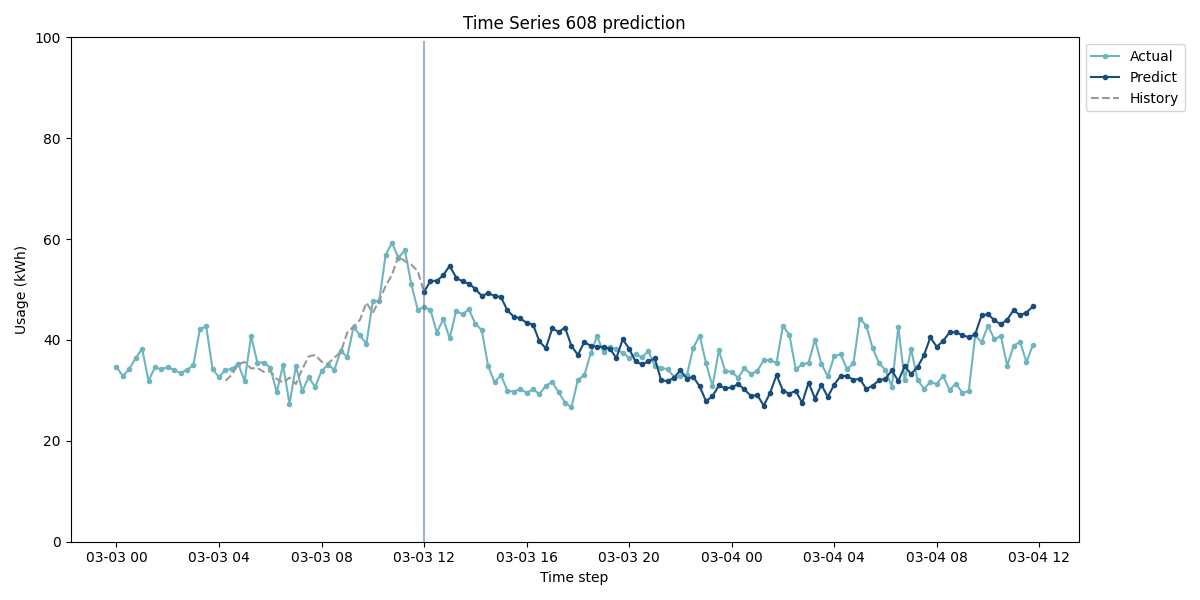 Time Series 608 prediction
Usage (kWh)
100
80
60
40
20
0
03-03 00
03-03 04
03-03 08
03-03 12
03-03 16
03-03 20
03-04 00
03-04 04
03-04 08
03-04 12
Time step
Actual
Predict
History